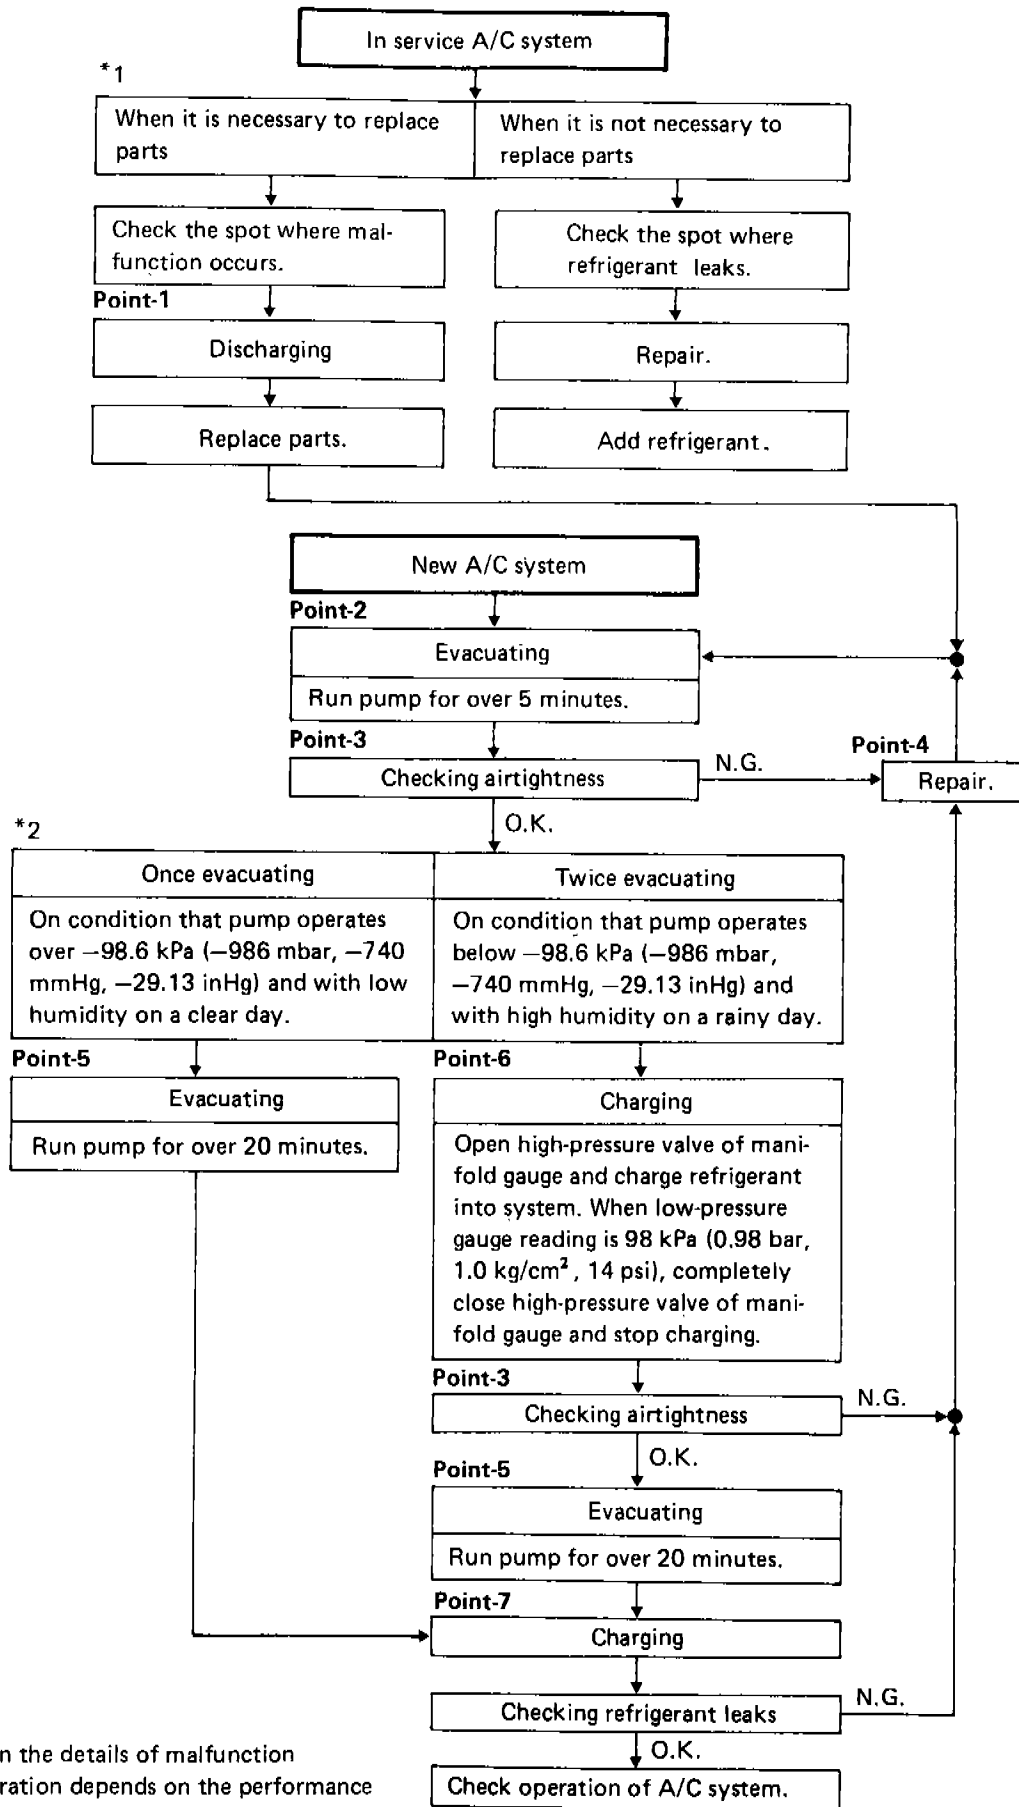 In service A/C system
*1
When it is necessary to replace
parts
When it is not necessary to
replace parts
Check the spot where mal-
function occurs.
Check the spot where
refrigerant leaks.
Point-1
Discharging
Repair.
Replace parts.
Add refrigerant.
New A/C system
Point-2
Evacuating
Run pump for over 5 minutes.
Point-3
Checking airtightness
N.G.
Point-4
Repair.
O.K.
*2
Once evacuating
On condition that pump operates
over −98.6 kPa (−986 mbar, −740
mmHg, −29.13 inHg) and with low
humidity on a clear day.
Twice evacuating
On condition that pump operates
below −98.6 kPa (−986 mbar,
−740 mmHg, −29.13 inHg) and
with high humidity on a rainy day.
Point-5
Evacuating
Run pump for over 20 minutes.
Point-6
Charging
Open high-pressure valve of mani-
fold gauge and charge refrigerant
into system. When low-pressure
gauge reading is 98 kPa (0.98 bar,
1.0 kg/cm², 14 psi), completely
close high-pressure valve of mani-
fold gauge and stop charging.
Point-3
Checking airtightness
N.G.
O.K.
Point-5
Evacuating
Run pump for over 20 minutes.
Point-7
Charging
Checking refrigerant leaks
N.G.
O.K.
Check operation of A/C system.
n the details of malfunction
ration depends on the performance